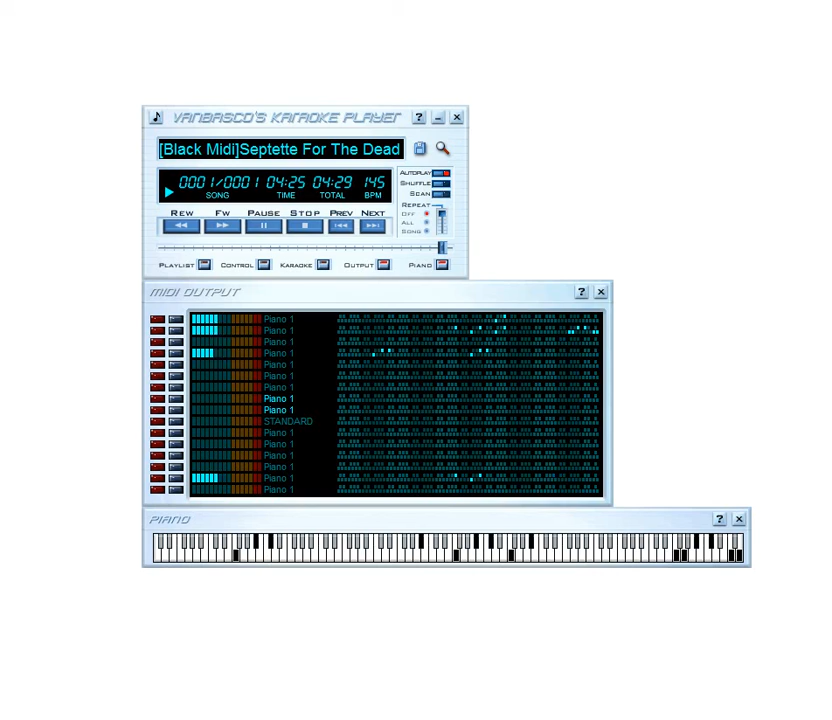 VANBASCO'S KARAOKE PLAYER
[Black Midi]Septette For The Dead
0001/0001 04:25 04:29 145
SONG TIME TOTAL BPM
AUTOPLAY
SHUFFLE
SCAN
REPEAT
OFF
ALL
SONG
REW FW PAUSE STOP PREV NEXT
PLAYLIST CONTROL KARAOKE OUTPUT PIANO
MIDI OUTPUT
Piano 1
Piano 1
Piano 1
Piano 1
Piano 1
Piano 1
Piano 1
Piano 1
Piano 1
STANDARD
Piano 1
Piano 1
Piano 1
Piano 1
Piano 1
Piano 1
PIANO